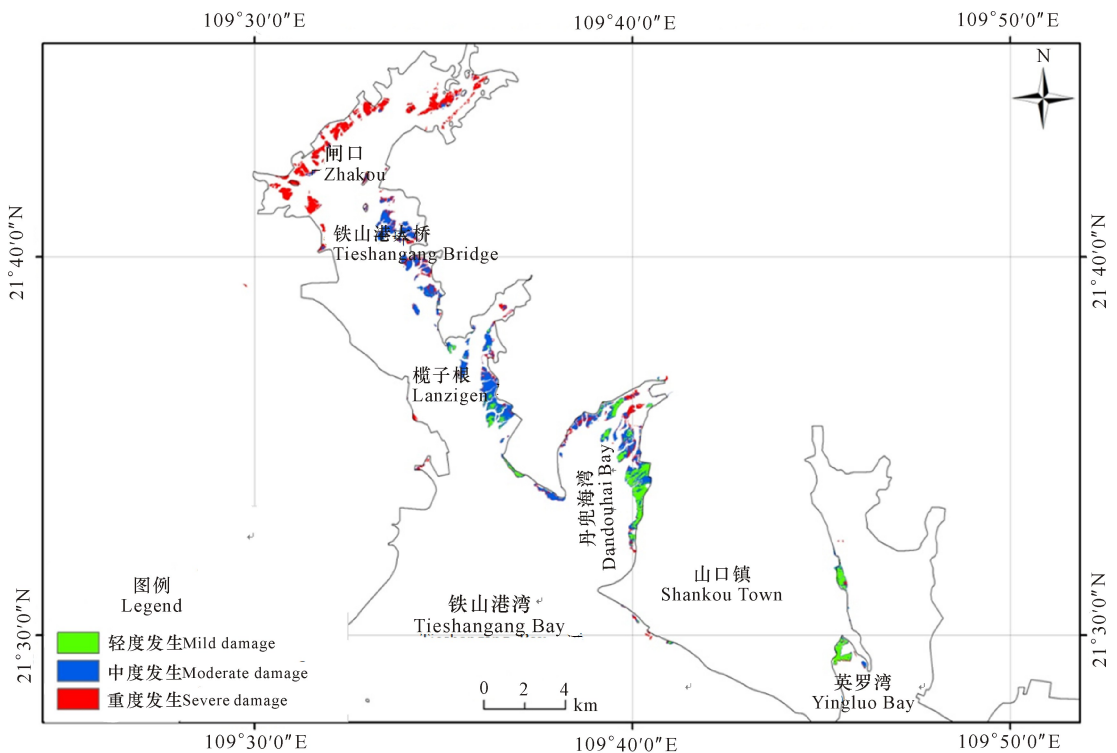 109°30′0″E
109°40′0″E
109°50′0″E
N
闸口
Zhakou
铁山港大桥
Tieshangang Bridge
21°40′0″N
21°40′0″N
榄子根
Lanzigen
丹兜海湾
Dandouhai Bay
山口镇
Shankou Town
铁山港湾
Tieshangang Bay
图例
Legend
轻度发生Mild damage
中度发生Moderate damage
重度发生Severe damage
21°30′0″N
21°30′0″N
0 2 4
km
英罗湾
Yingluo Bay
109°30′0″E
109°40′0″E
109°50′0″E